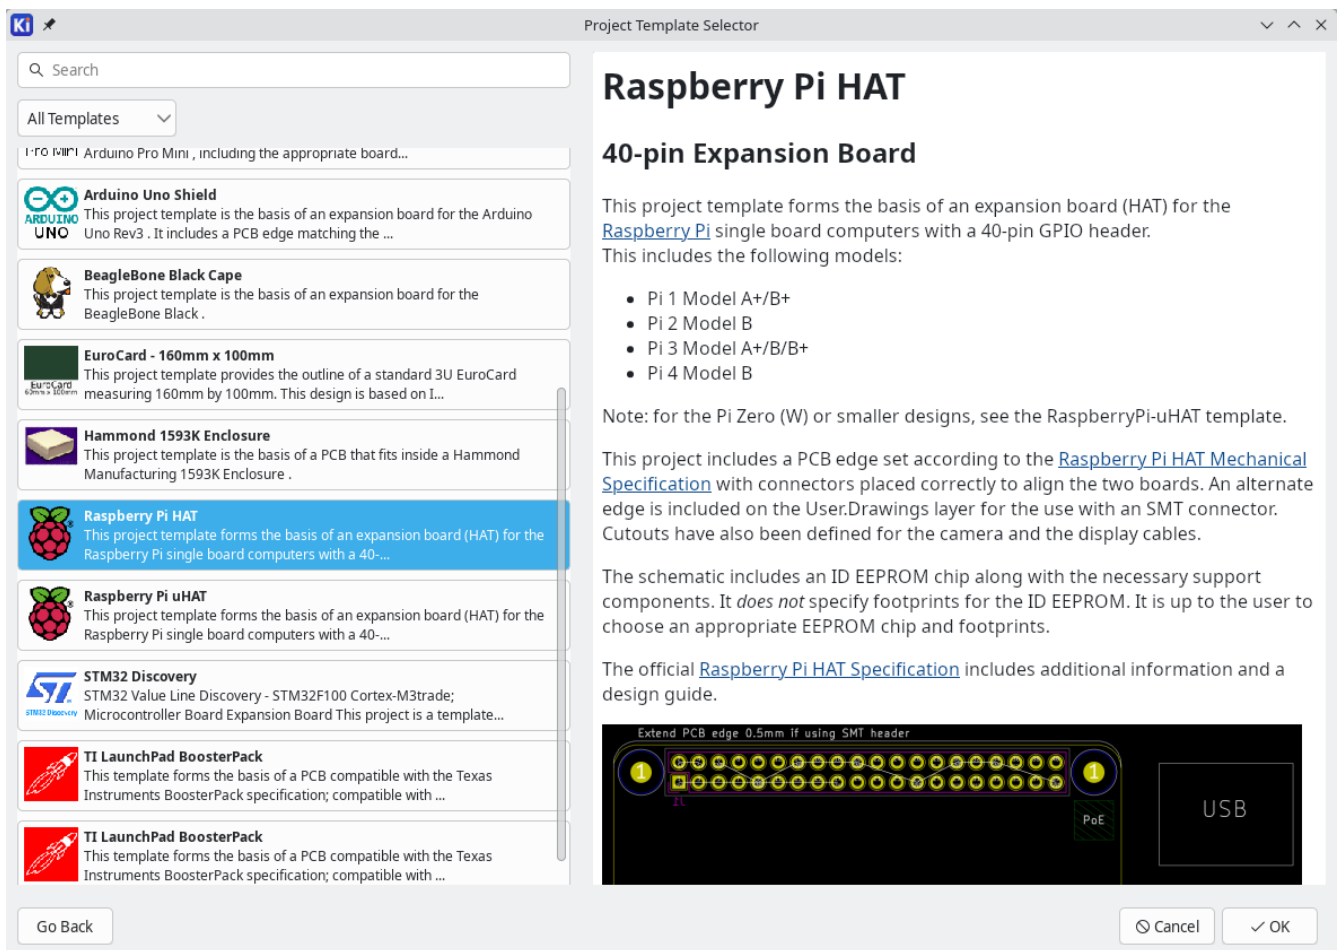 Project Template Selector
Search
All Templates
Arduino Pro Mini , including the appropriate board...
Arduino Uno Shield
This project template is the basis of an expansion board for the Arduino
Uno Rev3 . It includes a PCB edge matching the ...
ARDUINO
UNO
BeagleBone Black Cape
This project template is the basis of an expansion board for the
BeagleBone Black .
EuroCard - 160mm x 100mm
This project template provides the outline of a standard 3U EuroCard
measuring 160mm by 100mm. This design is based on I...
EuroCard
Hammond 1593K Enclosure
This project template is the basis of a PCB that fits inside a Hammond
Manufacturing 1593K Enclosure .
Raspberry Pi HAT
This project template forms the basis of an expansion board (HAT) for the
Raspberry Pi single board computers with a 40-...
Raspberry Pi uHAT
This project template forms the basis of an expansion board (HAT) for the
Raspberry Pi single board computers with a 40-...
STM32 Discovery
STM32 Value Line Discovery - STM32F100 Cortex-M3trade;
Microcontroller Board Expansion Board This project is a template...
STM32 Discovery
TI LaunchPad BoosterPack
This template forms the basis of a PCB compatible with the Texas
Instruments BoosterPack specification; compatible with ...
TI LaunchPad BoosterPack
This template forms the basis of a PCB compatible with the Texas
Instruments BoosterPack specification; compatible with ...
Raspberry Pi HAT
40-pin Expansion Board
This project template forms the basis of an expansion board (HAT) for the
Raspberry Pi single board computers with a 40-pin GPIO header.
This includes the following models:
Pi 1 Model A+/B+
Pi 2 Model B
Pi 3 Model A+/B/B+
Pi 4 Model B
Note: for the Pi Zero (W) or smaller designs, see the RaspberryPi-uHAT template.
This project includes a PCB edge set according to the Raspberry Pi HAT Mechanical
Specification with connectors placed correctly to align the two boards. An alternate
edge is included on the User.Drawings layer for the use with an SMT connector.
Cutouts have also been defined for the camera and the display cables.
The schematic includes an ID EEPROM chip along with the necessary support
components. It does not specify footprints for the ID EEPROM. It is up to the user to
choose an appropriate EEPROM chip and footprints.
The official Raspberry Pi HAT Specification includes additional information and a
design guide.
Extend PCB edge 0.5mm if using SMT header
1
1
PoE
USB
Go Back
Cancel
OK